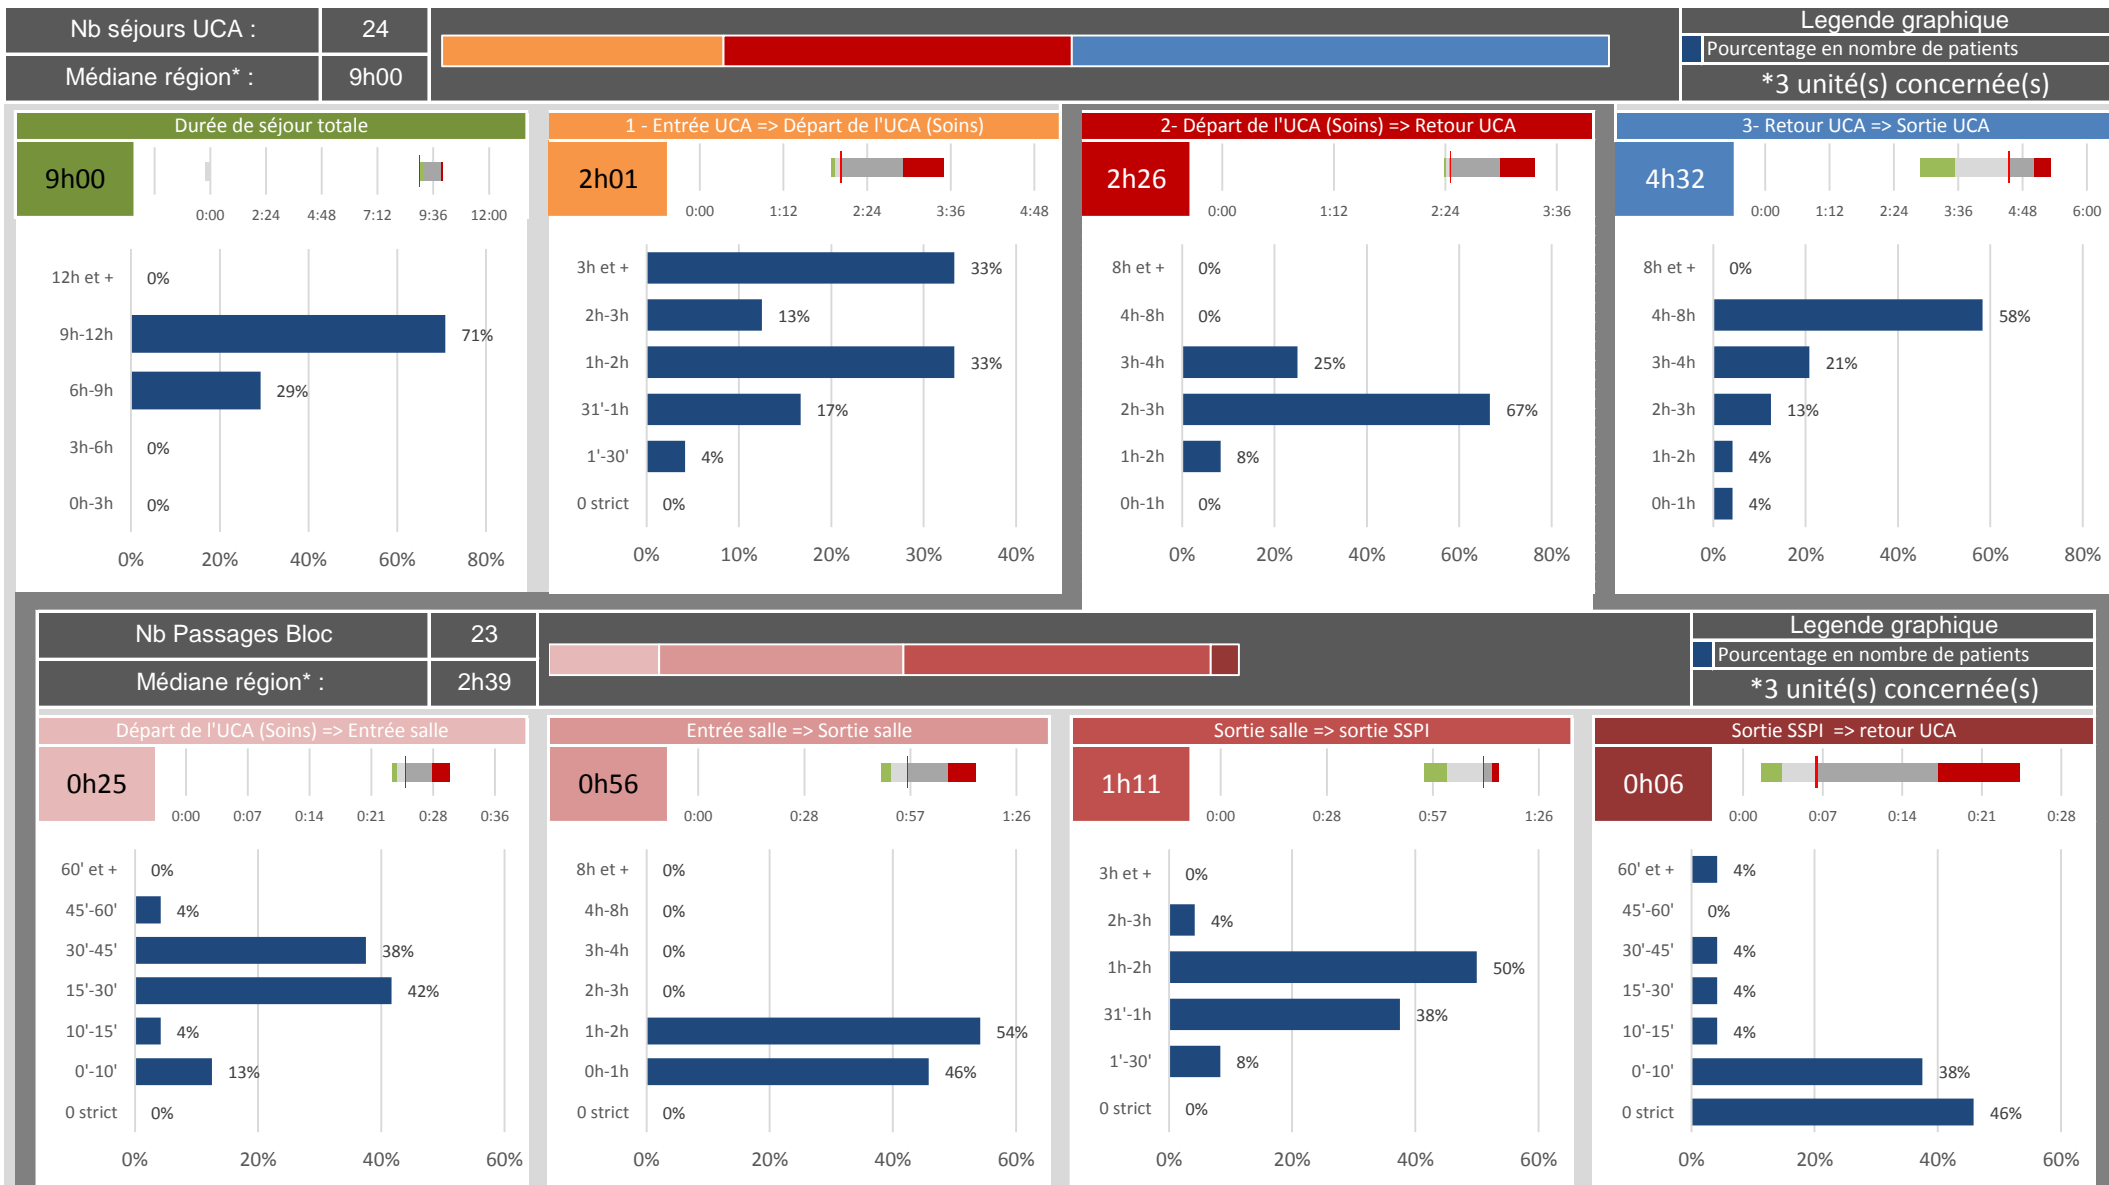 Nb séjours UCA : 24
Médiane région* : 9h00
Legende graphique
Pourcentage en nombre de patients
*3 unité(s) concernée(s)
Durée de séjour totale
9h00
0:00 2:24 4:48 7:12 9:36 12:00
12h et + 0%
9h-12h 71%
6h-9h 29%
3h-6h 0%
0h-3h 0%
0% 20% 40% 60% 80%
1 - Entrée UCA => Départ de l'UCA (Soins)
2h01
0:00 1:12 2:24 3:36 4:48
3h et + 33%
2h-3h 13%
1h-2h 33%
31'-1h 17%
1'-30' 4%
0 strict 0%
0% 10% 20% 30% 40%
2- Départ de l'UCA (Soins) => Retour UCA
2h26
0:00 1:12 2:24 3:36
8h et + 0%
4h-8h 0%
3h-4h 25%
2h-3h 67%
1h-2h 8%
0h-1h 0%
0% 20% 40% 60% 80%
3- Retour UCA => Sortie UCA
4h32
0:00 1:12 2:24 3:36 4:48 6:00
8h et + 0%
4h-8h 58%
3h-4h 21%
2h-3h 13%
1h-2h 4%
0h-1h 4%
0% 20% 40% 60% 80%
Nb Passages Bloc 23
Médiane région* : 2h39
Legende graphique
Pourcentage en nombre de patients
*3 unité(s) concernée(s)
Départ de l'UCA (Soins) => Entrée salle
0h25
0:00 0:07 0:14 0:21 0:28 0:36
60' et + 0%
45'-60' 4%
30'-45' 38%
15'-30' 42%
10'-15' 4%
0'-10' 13%
0 strict 0%
0% 20% 40% 60%
Entrée salle => Sortie salle
0h56
0:00 0:28 0:57 1:26
8h et + 0%
4h-8h 0%
3h-4h 0%
2h-3h 0%
1h-2h 54%
0h-1h 46%
0 strict 0%
0% 20% 40% 60%
Sortie salle => sortie SSPI
1h11
0:00 0:28 0:57 1:26
3h et + 0%
2h-3h 4%
1h-2h 50%
31'-1h 38%
1'-30' 8%
0 strict 0%
0% 20% 40% 60%
Sortie SSPI => retour UCA
0h06
0:00 0:07 0:14 0:21 0:28
60' et + 4%
45'-60' 0%
30'-45' 4%
15'-30' 4%
10'-15' 4%
0'-10' 38%
0 strict 46%
0% 20% 40% 60%